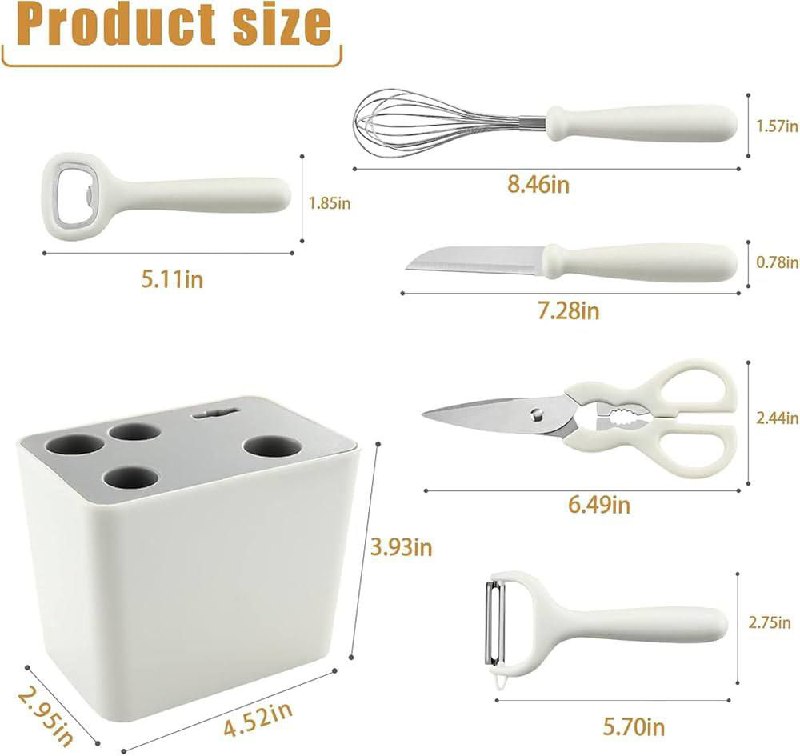 Product size
1.57in
8.46in
1.85in
5.11in
0.78in
7.28in
2.44in
6.49in
3.93in
2.75in
5.70in
2.95in
4.52in